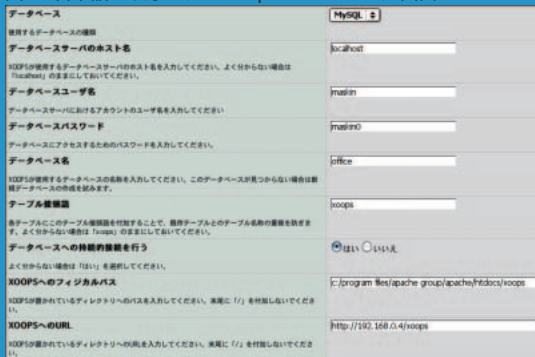 データベース
MySQL
使用するデータベースの種類
データベースサーバのホスト名
localhost
XOOPSが使用するデータベースサーバのホスト名を入力してください。よく分からない場合は
「localhost」のままにしておいてください。
データベースユーザ名
maskin
データベースサーバにおけるアカウントのユーザ名を入力してください
データベースパスワード
maskin0
データベースにアクセスするためのパスワードを入力してください。
データベース名
office
XOOPSが使用するデータベースの名称を入力してください。このデータベースが見つからない場合は新
規データベースの作成を試みます。
テーブル接頭語
xoops
各テーブルにこのテーブル接頭語を付加することで、既存テーブルとのテーブル名称の重複を防ぎま
す。よく分からない場合は「xoops」のままにしておいてください。
データベースへの持続的接続を行う
はい いいえ
よく分からない場合は「はい」を選択してください。
XOOPSへのフィジカルパス
c:/program files/apache group/apache/htdocs/xoops
XOOPSが置かれているディレクトリへのパスを入力してください。末尾に「/」を付加しないでくださ
い。
XOOPSへのURL
http://192.168.0.4/xoops
XOOPSが置かれているディレクトリへのURLを入力してください。末尾に「/」を付加しないでくださ
い。